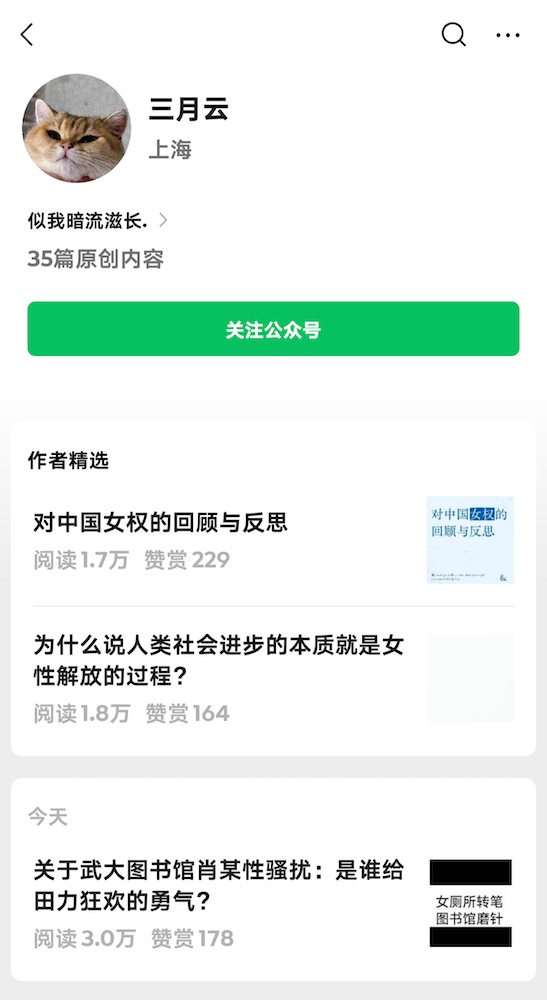 三月云
上海
似我暗流滋长.
35篇原创内容
关注公众号
作者精选
对中国女权的回顾与反思
阅读1.7万 赞赏229
对中国女权的
回顾与反思
&
为什么说人类社会进步的本质就是女
性解放的过程?
阅读1.8万 赞赏164
今天
关于武大图书馆肖某性骚扰：是谁给
田力狂欢的勇气?
阅读3.0万 赞赏178
女厕所转笔
图书馆磨针